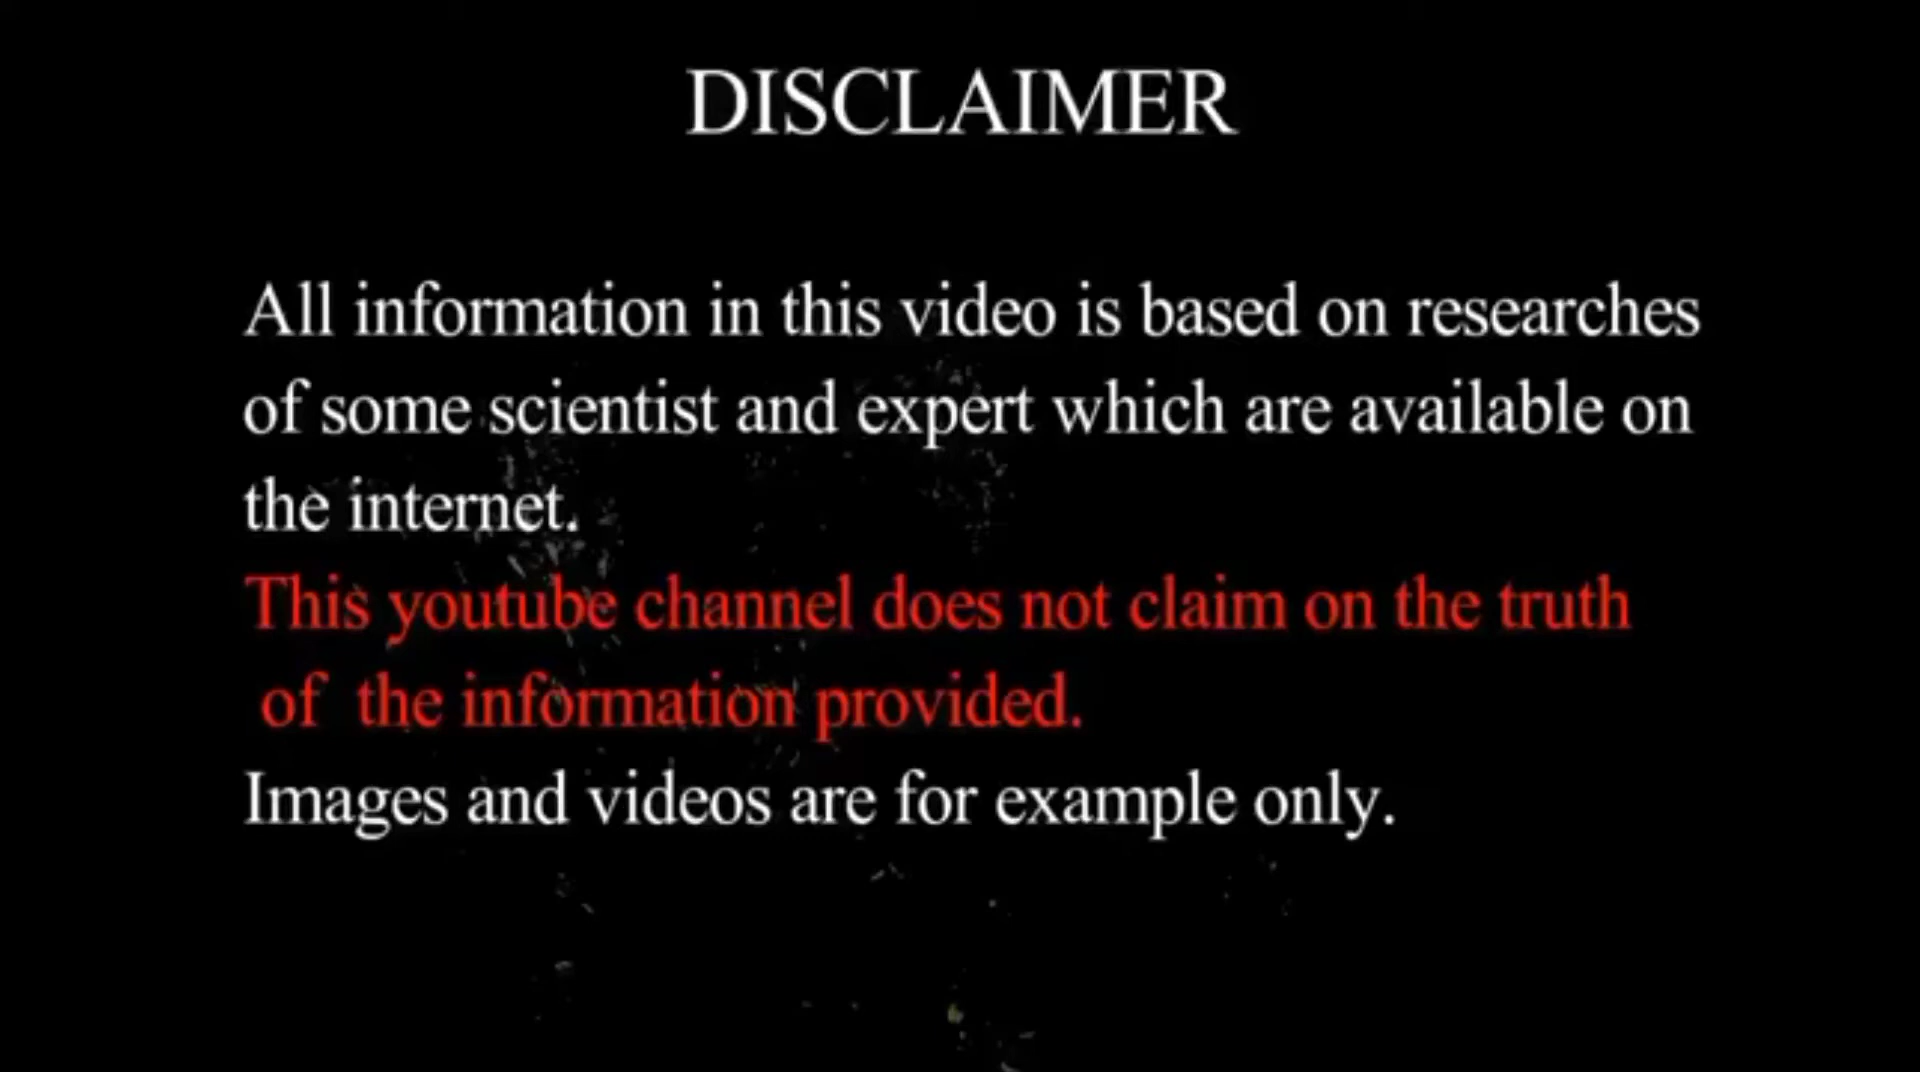 DISCLAIMER
All information in this video is based on researches
of some scientist and expert which are available on
the internet.
This youtube channel does not claim on the truth
of the information provided.
Images and videos are for example only.